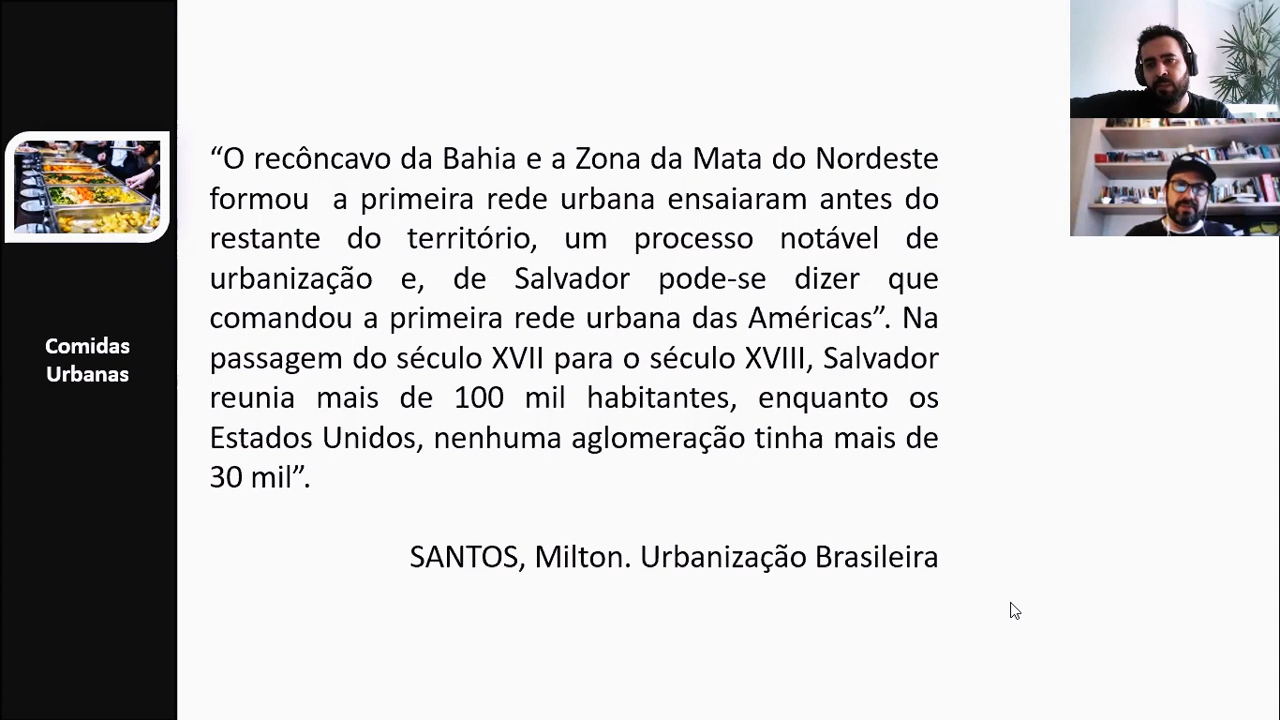 Comidas
Urbanas
“O recôncavo da Bahia e a Zona da Mata do Nordeste
formou  a primeira rede urbana ensaiaram antes do
restante do território, um processo notável de
urbanização e, de Salvador pode-se dizer que
comandou a primeira rede urbana das Américas”. Na
passagem do século XVII para o século XVIII, Salvador
reunia mais de 100 mil habitantes, enquanto os
Estados Unidos, nenhuma aglomeração tinha mais de
30 mil”.
SANTOS, Milton. Urbanização Brasileira